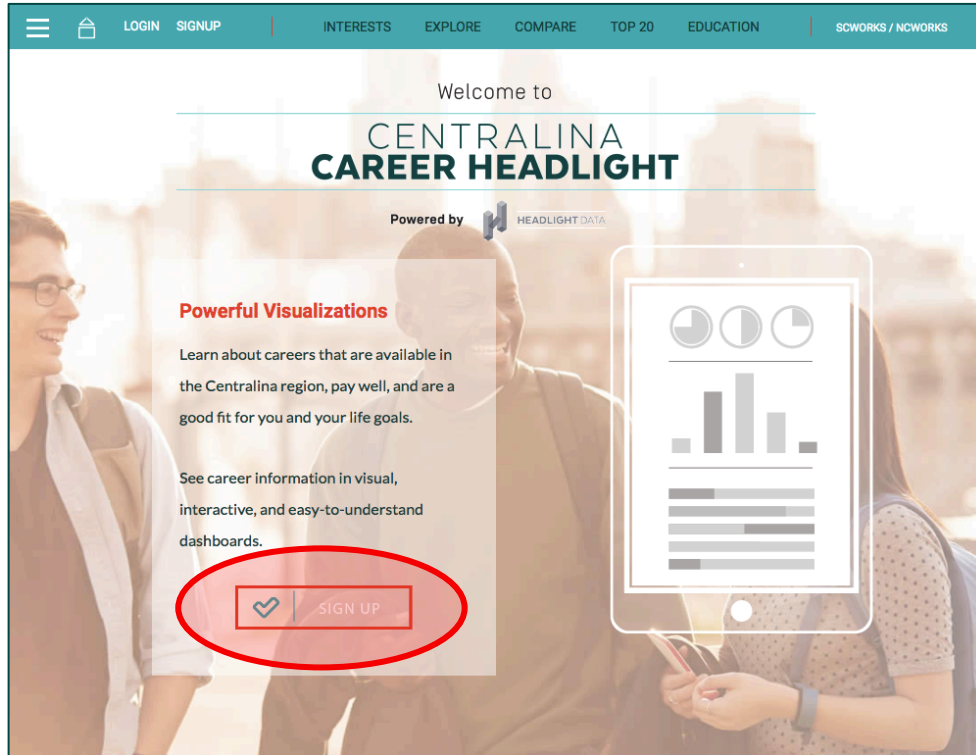 LOGIN SIGNUP INTERESTS EXPLORE COMPARE TOP 20 EDUCATION SCWORKS / NCWORKS
Welcome to
CENTRALINA
CAREER HEADLIGHT
Powered by HEADLIGHT DATA
Powerful Visualizations
Learn about careers that are available in
the Centralina region, pay well, and are a
good fit for you and your life goals.
See career information in visual,
interactive, and easy-to-understand
dashboards.
SIGN UP